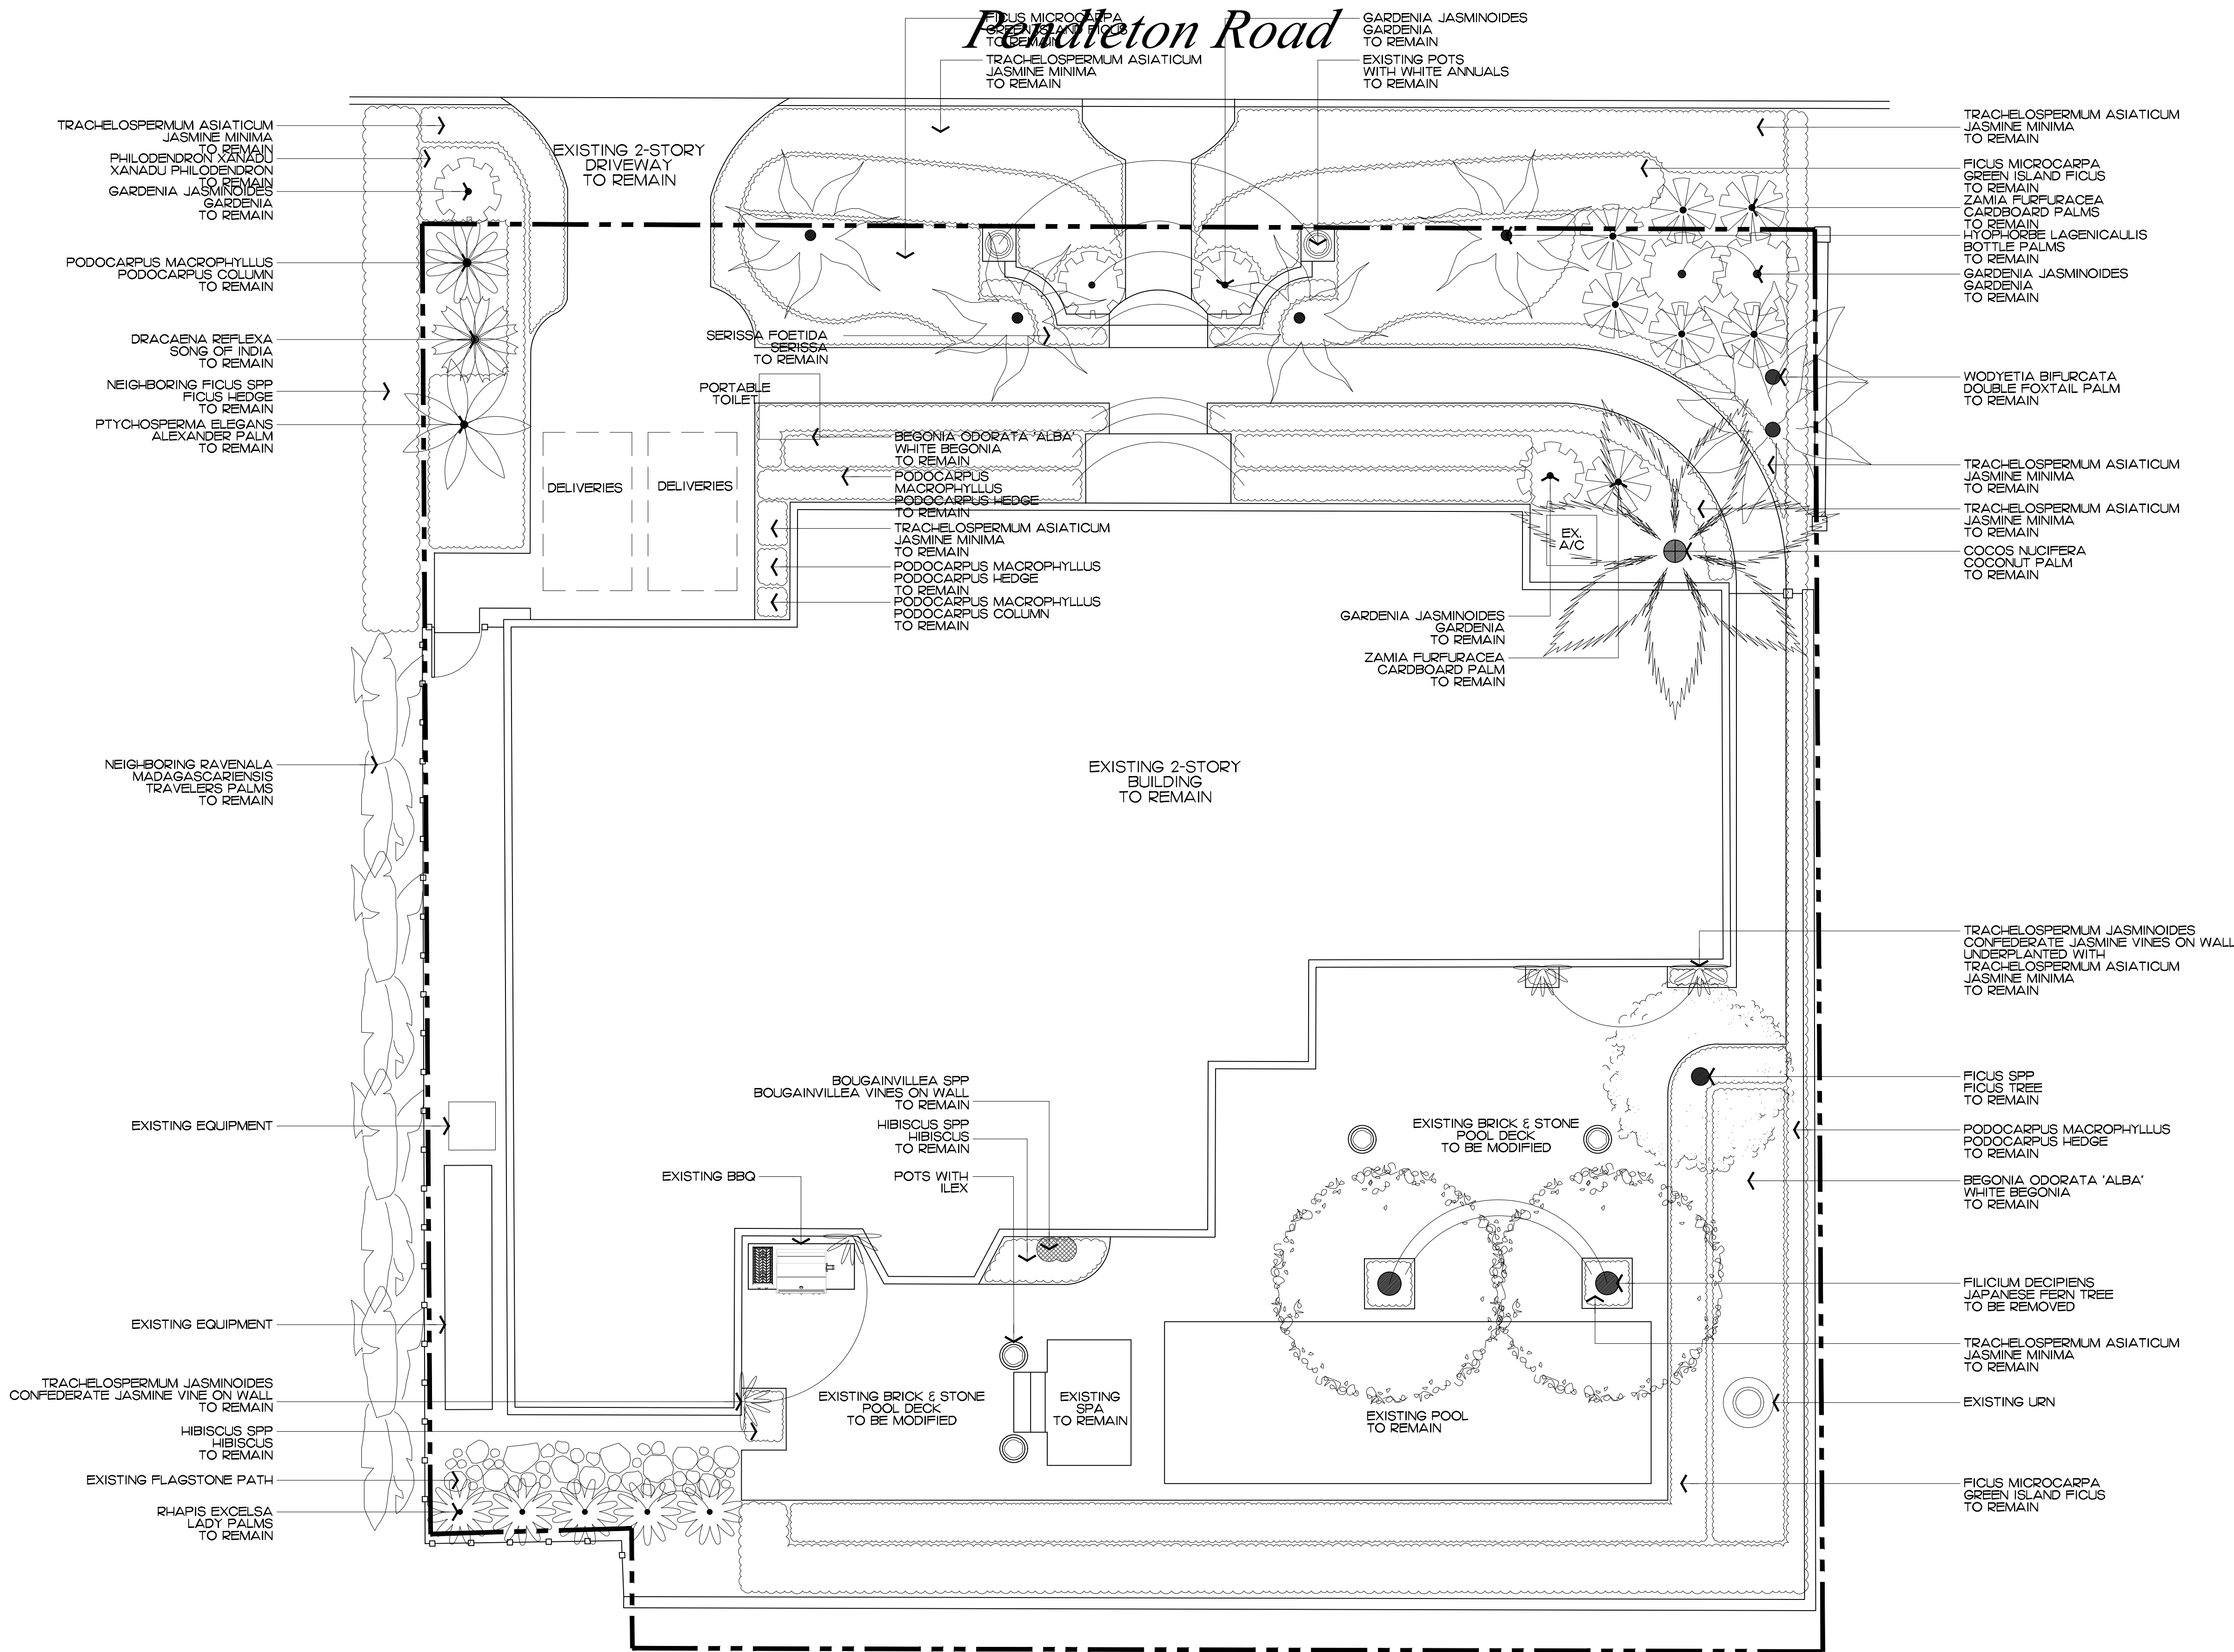 Pendleton Road
FICUS MICROCARPA
GREEN ISLAND FICUS
TO REMAIN
TRACHELOSPERMUM ASIATICUM
JASMINE MINIMA
TO REMAIN
GARDENIA JASMINOIDES
GARDENIA
TO REMAIN
EXISTING POTS
WITH WHITE ANNUALS
TO REMAIN
TRACHELOSPERMUM ASIATICUM
JASMINE MINIMA
TO REMAIN
PHILODENDRON XANADU
XANADU PHILODENDRON
TO REMAIN
GARDENIA JASMINOIDES
GARDENIA
TO REMAIN
PODOCARPUS MACROPHYLLUS
PODOCARPUS COLUMN
TO REMAIN
DRACAENA REFLEXA
SONG OF INDIA
TO REMAIN
NEIGHBORING FICUS SPP
FICUS HEDGE
TO REMAIN
PTYCHOSPERMA ELEGANS
ALEXANDER PALM
TO REMAIN
NEIGHBORING RAVENALA
MADAGASCARIENSIS
TRAVELERS PALMS
TO REMAIN
EXISTING EQUIPMENT
EXISTING EQUIPMENT
TRACHELOSPERMUM JASMINOIDES
CONFEDERATE JASMINE VINE ON WALL
TO REMAIN
HIBISCUS SPP
HIBISCUS
TO REMAIN
EXISTING FLAGSTONE PATH
RHAPIS EXCELSA
LADY PALMS
TO REMAIN
EXISTING 2-STORY
DRIVEWAY
TO REMAIN
SERISSA FOETIDA
SERISSA
TO REMAIN
PORTABLE
TOILET
DELIVERIES
DELIVERIES
BEGONIA ODORATA 'ALBA'
WHITE BEGONIA
TO REMAIN
PODOCARPUS
MACROPHYLLUS
PODOCARPUS HEDGE
TO REMAIN
TRACHELOSPERMUM ASIATICUM
JASMINE MINIMA
TO REMAIN
PODOCARPUS MACROPHYLLUS
PODOCARPUS HEDGE
TO REMAIN
PODOCARPUS MACROPHYLLUS
PODOCARPUS COLUMN
TO REMAIN
EX.
A/C
GARDENIA JASMINOIDES
GARDENIA
TO REMAIN
ZAMIA FURFURACEA
CARDBOARD PALM
TO REMAIN
EXISTING 2-STORY
BUILDING
TO REMAIN
BOUGAINVILLEA SPP
BOUGAINVILLEA VINES ON WALL
TO REMAIN
HIBISCUS SPP
HIBISCUS
TO REMAIN
EXISTING BBQ
POTS WITH
ILEX
EXISTING BRICK & STONE
POOL DECK
TO BE MODIFIED
EXISTING BRICK & STONE
POOL DECK
TO BE MODIFIED
EXISTING
SPA
TO REMAIN
EXISTING POOL
TO REMAIN
TRACHELOSPERMUM ASIATICUM
JASMINE MINIMA
TO REMAIN
FICUS MICROCARPA
GREEN ISLAND FICUS
TO REMAIN
ZAMIA FURFURACEA
CARDBOARD PALMS
TO REMAIN
HYOPHORBE LAGENICAULIS
BOTTLE PALMS
TO REMAIN
GARDENIA JASMINOIDES
GARDENIA
TO REMAIN
WODYETIA BIFURCATA
DOUBLE FOXTAIL PALM
TO REMAIN
TRACHELOSPERMUM ASIATICUM
JASMINE MINIMA
TO REMAIN
TRACHELOSPERMUM ASIATICUM
JASMINE MINIMA
TO REMAIN
COCOS NUCIFERA
COCONUT PALM
TO REMAIN
TRACHELOSPERMUM JASMINOIDES
CONFEDERATE JASMINE VINES ON WALL
UNDERPLANTED WITH
TRACHELOSPERMUM ASIATICUM
JASMINE MINIMA
TO REMAIN
FICUS SPP
FICUS TREE
TO REMAIN
PODOCARPUS MACROPHYLLUS
PODOCARPUS HEDGE
TO REMAIN
BEGONIA ODORATA 'ALBA'
WHITE BEGONIA
TO REMAIN
FILICIUM DECIPIENS
JAPANESE FERN TREE
TO BE REMOVED
TRACHELOSPERMUM ASIATICUM
JASMINE MINIMA
TO REMAIN
EXISTING URN
FICUS MICROCARPA
GREEN ISLAND FICUS
TO REMAIN